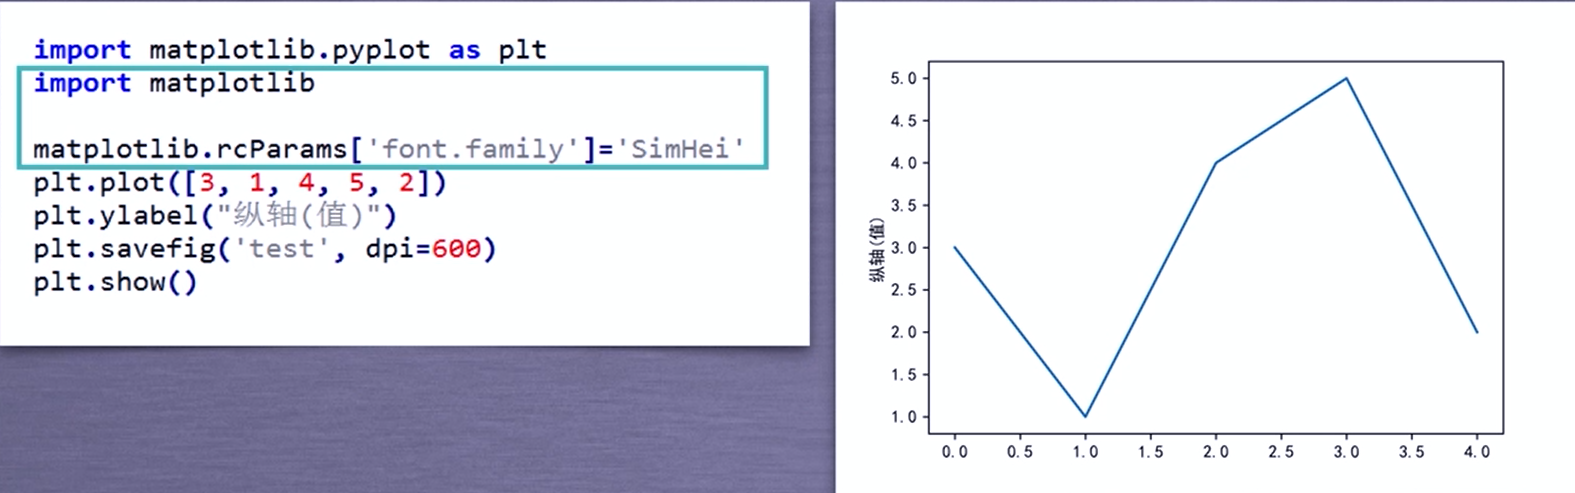 import matplotlib.pyplot as plt
import matplotlib
matplotlib.rcParams['font.family']='SimHei'
plt.plot([3, 1, 4, 5, 2])
plt.ylabel("纵轴(值)")
plt.savefig('test', dpi=600)
plt.show()
5.0
4.5
4.0
3.5
3.0
2.5
2.0
1.5
1.0
纵轴(值)
0.0 0.5 1.0 1.5 2.0 2.5 3.0 3.5 4.0